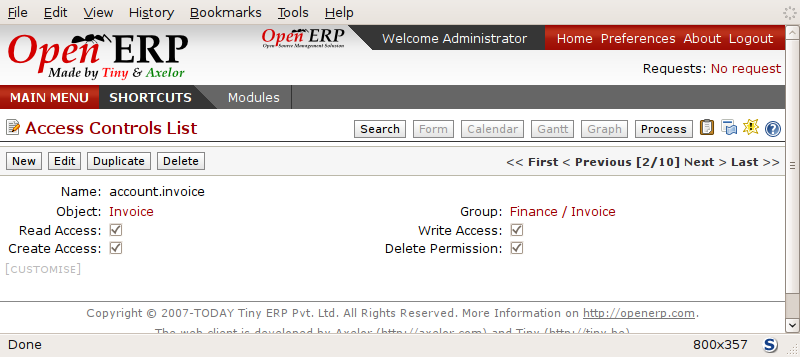 File Edit View History Bookmarks Tools Help
Open ERP
Made by Tiny & Axelor
Open ERP
Open Source Management Solution
Welcome Administrator
Home Preferences About Logout
Requests: No request
MAIN MENU SHORTCUTS Modules
Access Controls List
Search Form Calendar Gantt Graph Process
New Edit Duplicate Delete
<< First < Previous [2/10] Next > Last >>
Name: account.invoice
Object: Invoice Group: Finance / Invoice
Read Access: Write Access:
Create Access: Delete Permission:
[CUSTOMISE]
Copyright © 2007-TODAY Tiny ERP Pvt. Ltd. All Rights Reserved. More Information on http://openerp.com.
The web client is developed by Axelor (http://axelor.com) and Tiny (http://tiny.be)
Done 800x357 S